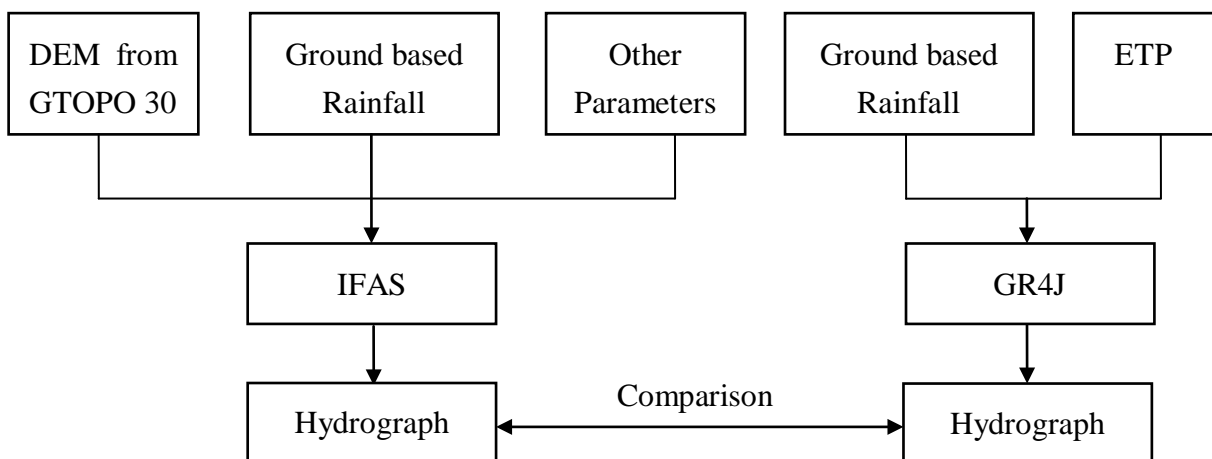 DEM from
GTOPO 30
Ground based
Rainfall
Other
Parameters
Ground based
Rainfall
ETP
IFAS
GR4J
Comparison
Hydrograph
Hydrograph